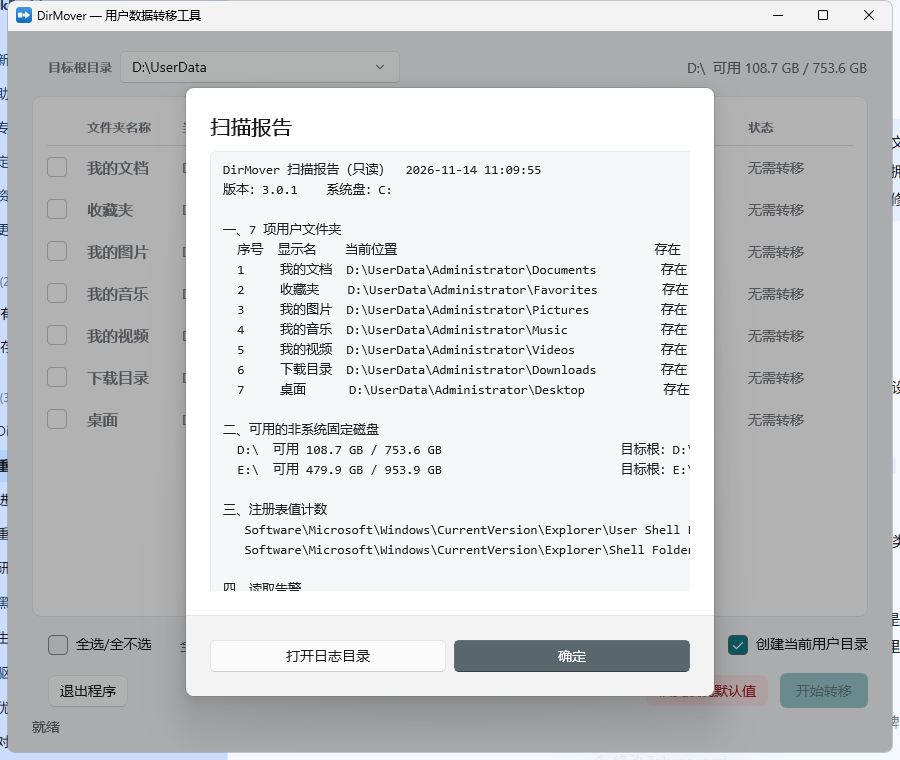 DirMover — 用户数据转移工具
目标根目录 D:\UserData D:\ 可用 108.7 GB / 753.6 GB
文件夹名称 状态
我的文档 无需转移
收藏夹 无需转移
我的图片 无需转移
我的音乐 无需转移
我的视频 无需转移
下载目录 无需转移
桌面 无需转移
扫描报告
DirMover 扫描报告（只读） 2026-11-14 11:09:55
版本: 3.0.1 系统盘: C:
一、7 项用户文件夹
序号 显示名 当前位置 存在
1 我的文档 D:\UserData\Administrator\Documents 存在
2 收藏夹 D:\UserData\Administrator\Favorites 存在
3 我的图片 D:\UserData\Administrator\Pictures 存在
4 我的音乐 D:\UserData\Administrator\Music 存在
5 我的视频 D:\UserData\Administrator\Videos 存在
6 下载目录 D:\UserData\Administrator\Downloads 存在
7 桌面 D:\UserData\Administrator\Desktop 存在
二、可用的非系统固定磁盘
D:\ 可用 108.7 GB / 753.6 GB 目标根: D:\
E:\ 可用 479.9 GB / 953.9 GB 目标根: E:\
三、注册表值计数
Software\Microsoft\Windows\CurrentVersion\Explorer\User Shell
Software\Microsoft\Windows\CurrentVersion\Explorer\Shell Folder
四、读取告警
打开日志目录 确定
全选/全不选 创建当前用户目录
退出程序 默认值 开始转移
就绪